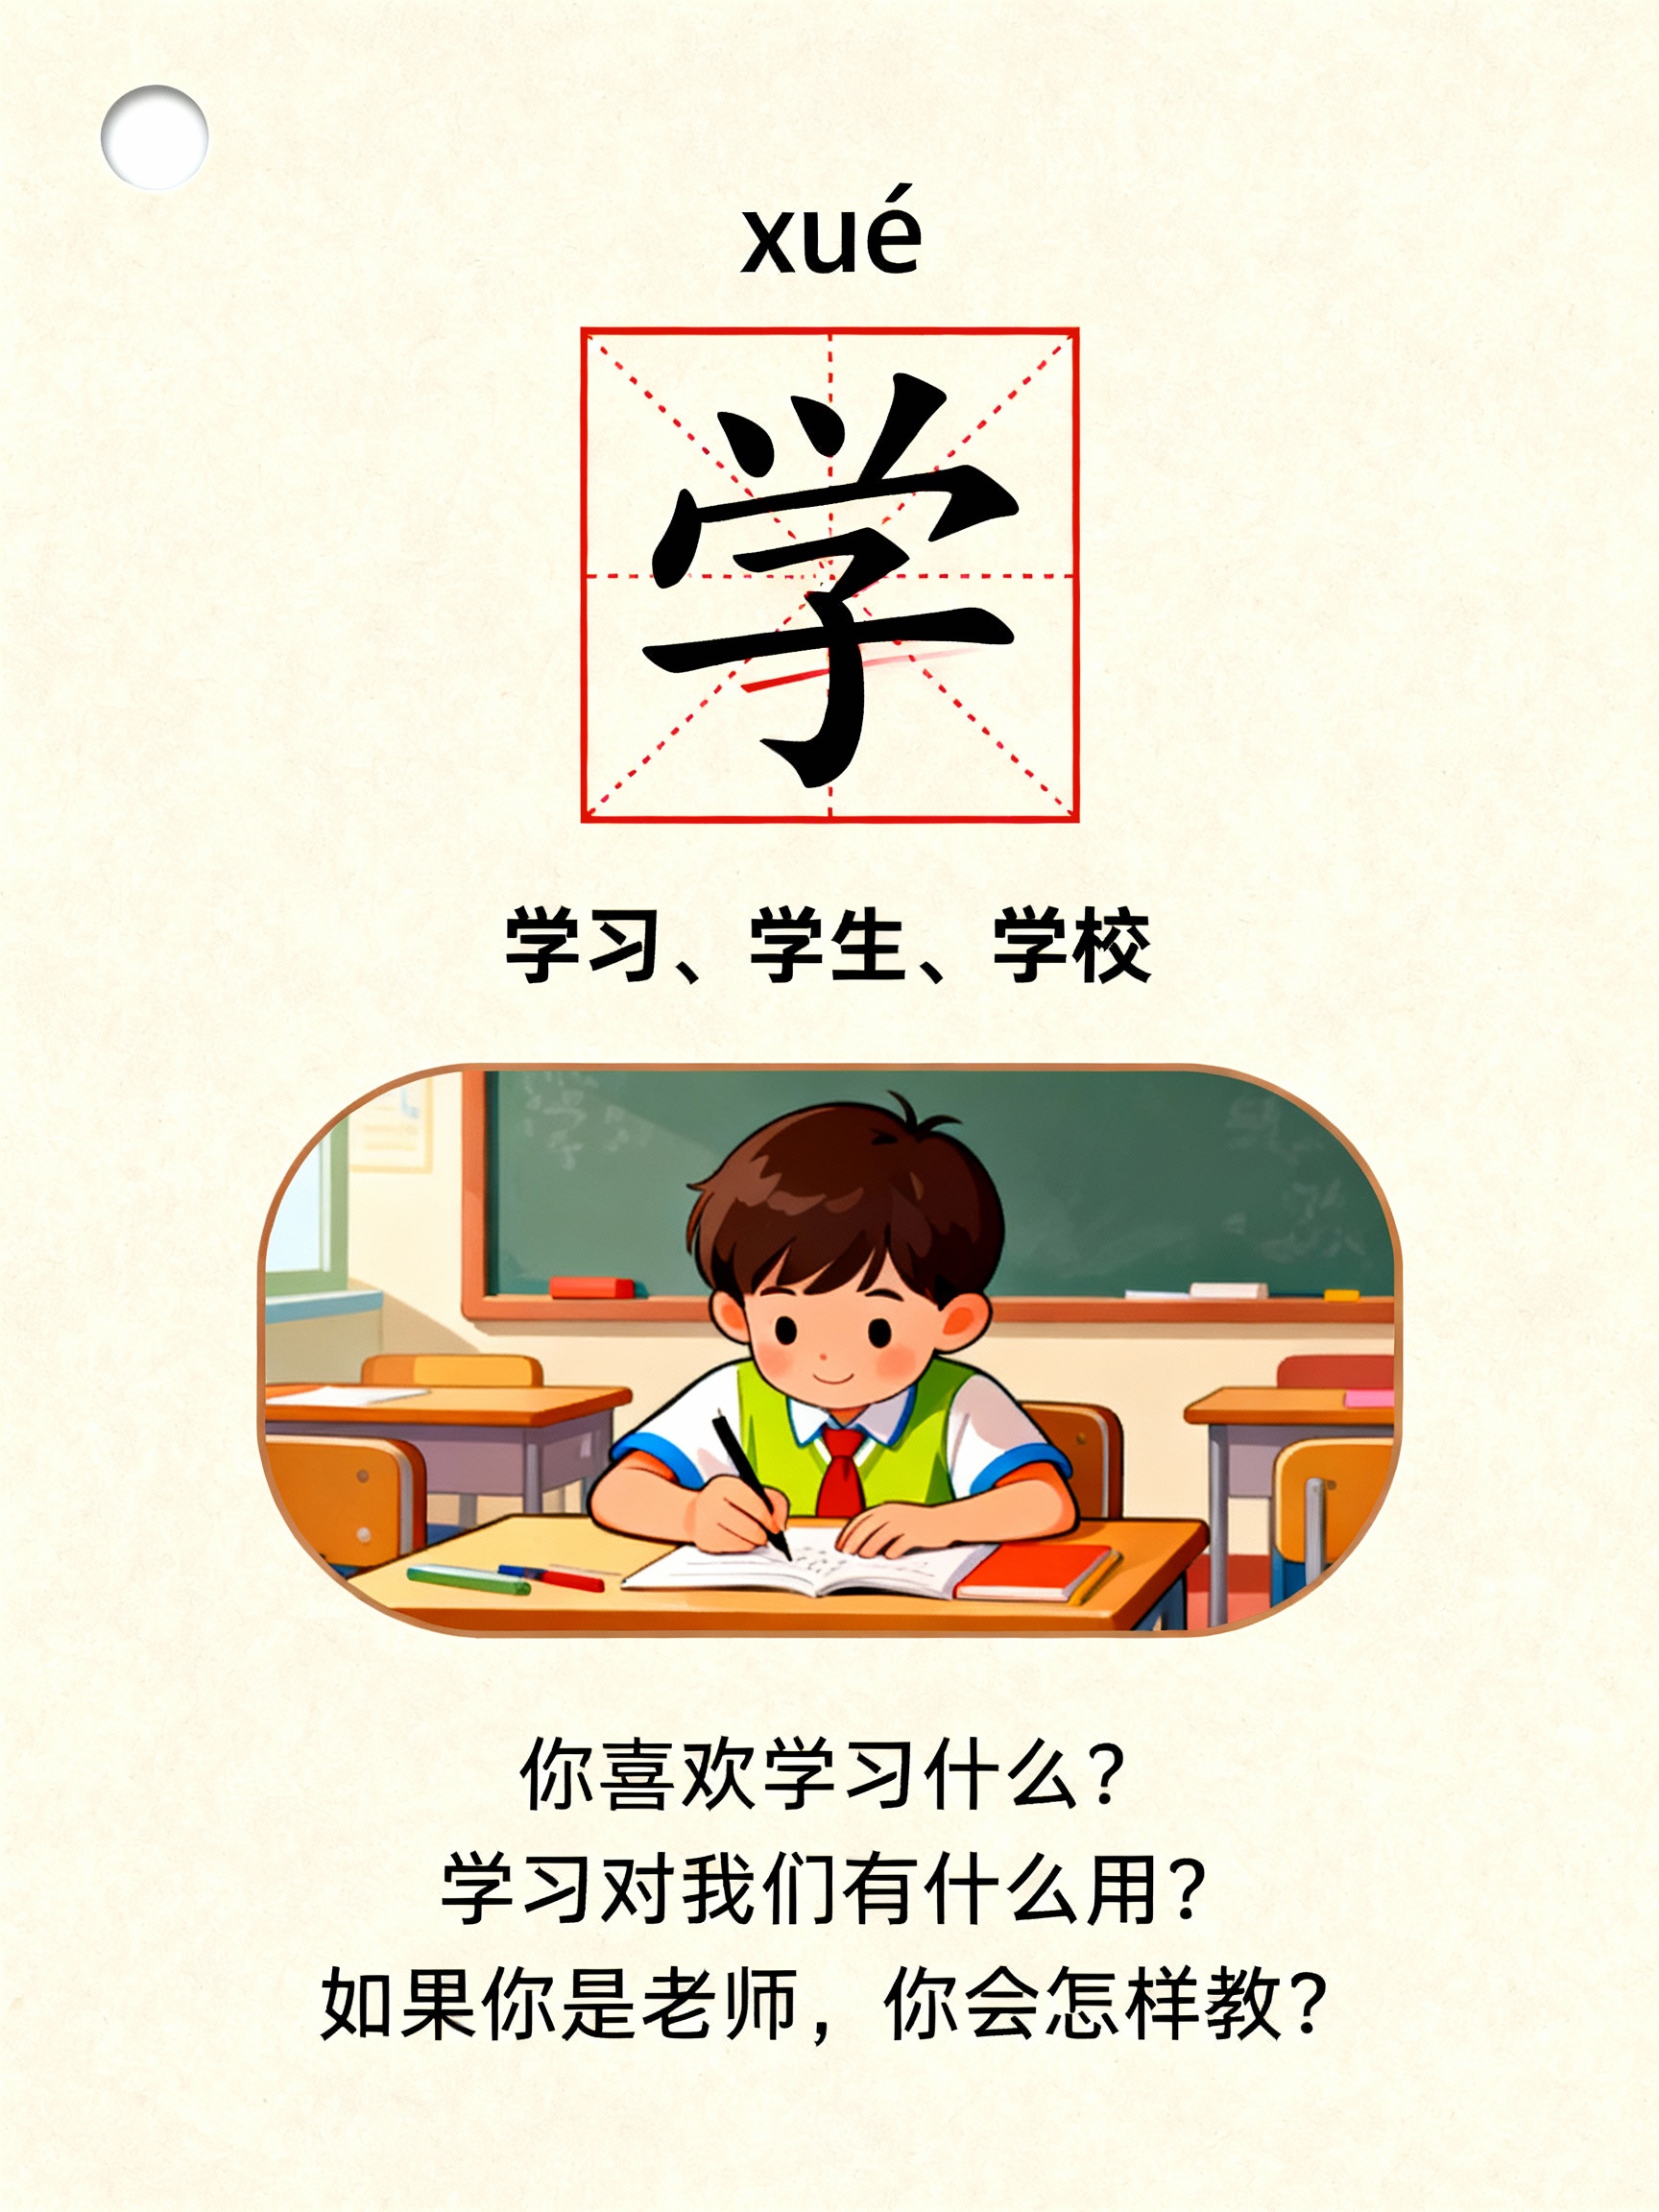 xué
学
学习、学生、学校
你喜欢学习什么？
学习对我们有什么用？
如果你是老师，你会怎样教？